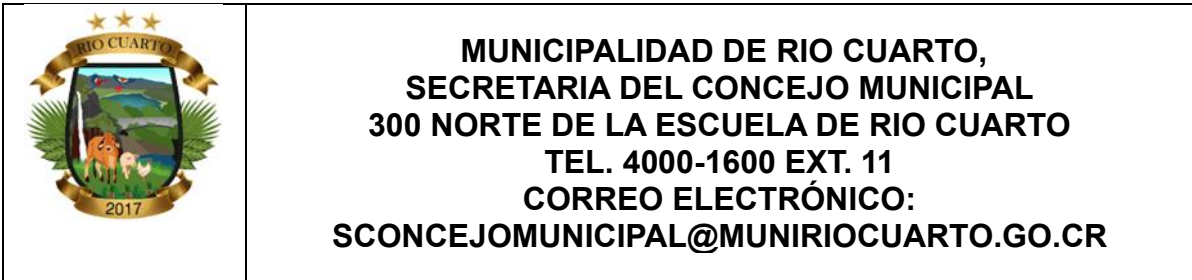 RIO CUARTO
2017
MUNICIPALIDAD DE RIO CUARTO,
SECRETARIA DEL CONCEJO MUNICIPAL
300 NORTE DE LA ESCUELA DE RIO CUARTO
TEL. 4000-1600 EXT. 11
CORREO ELECTRÓNICO:
SCONCEJOMUNICIPAL@MUNIRIOCUARTO.GO.CR